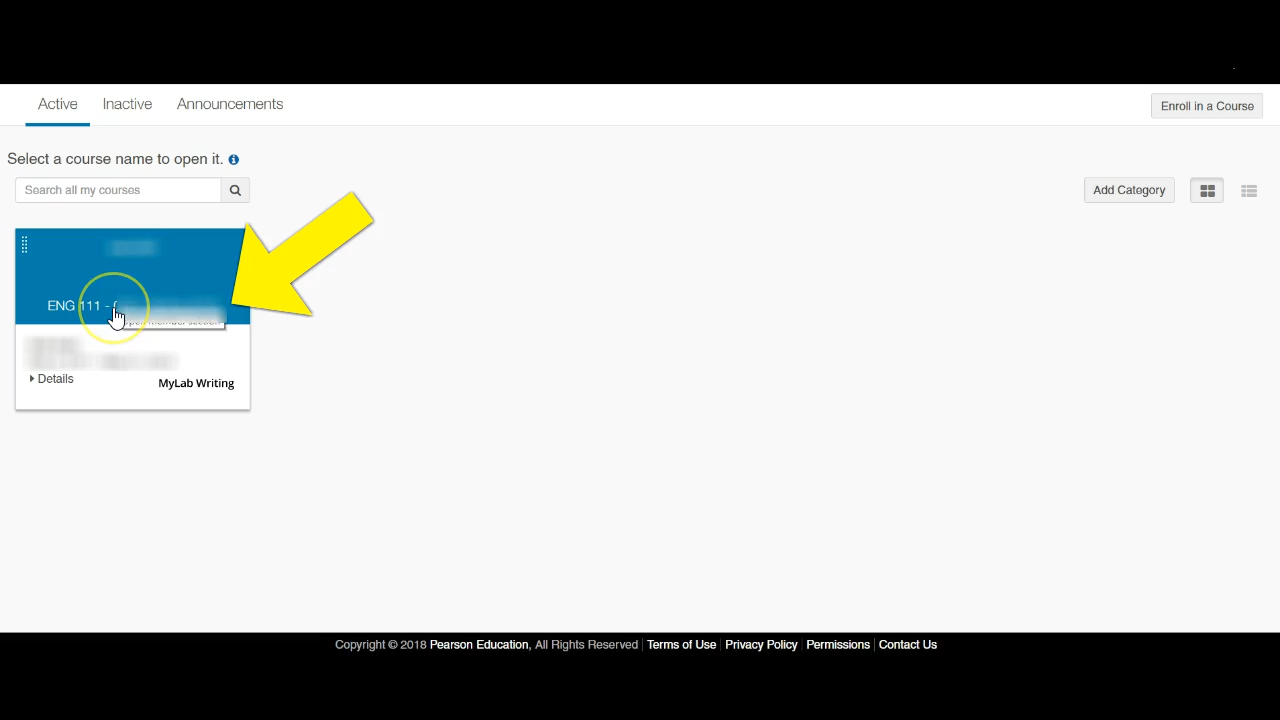 Active Inactive Announcements
Enroll in a Course
Select a course name to open it.
Search all my courses
Add Category
ENG 111 -
Details
MyLab Writing
Copyright © 2018 Pearson Education, All Rights Reserved | Terms of Use | Privacy Policy | Permissions | Contact Us